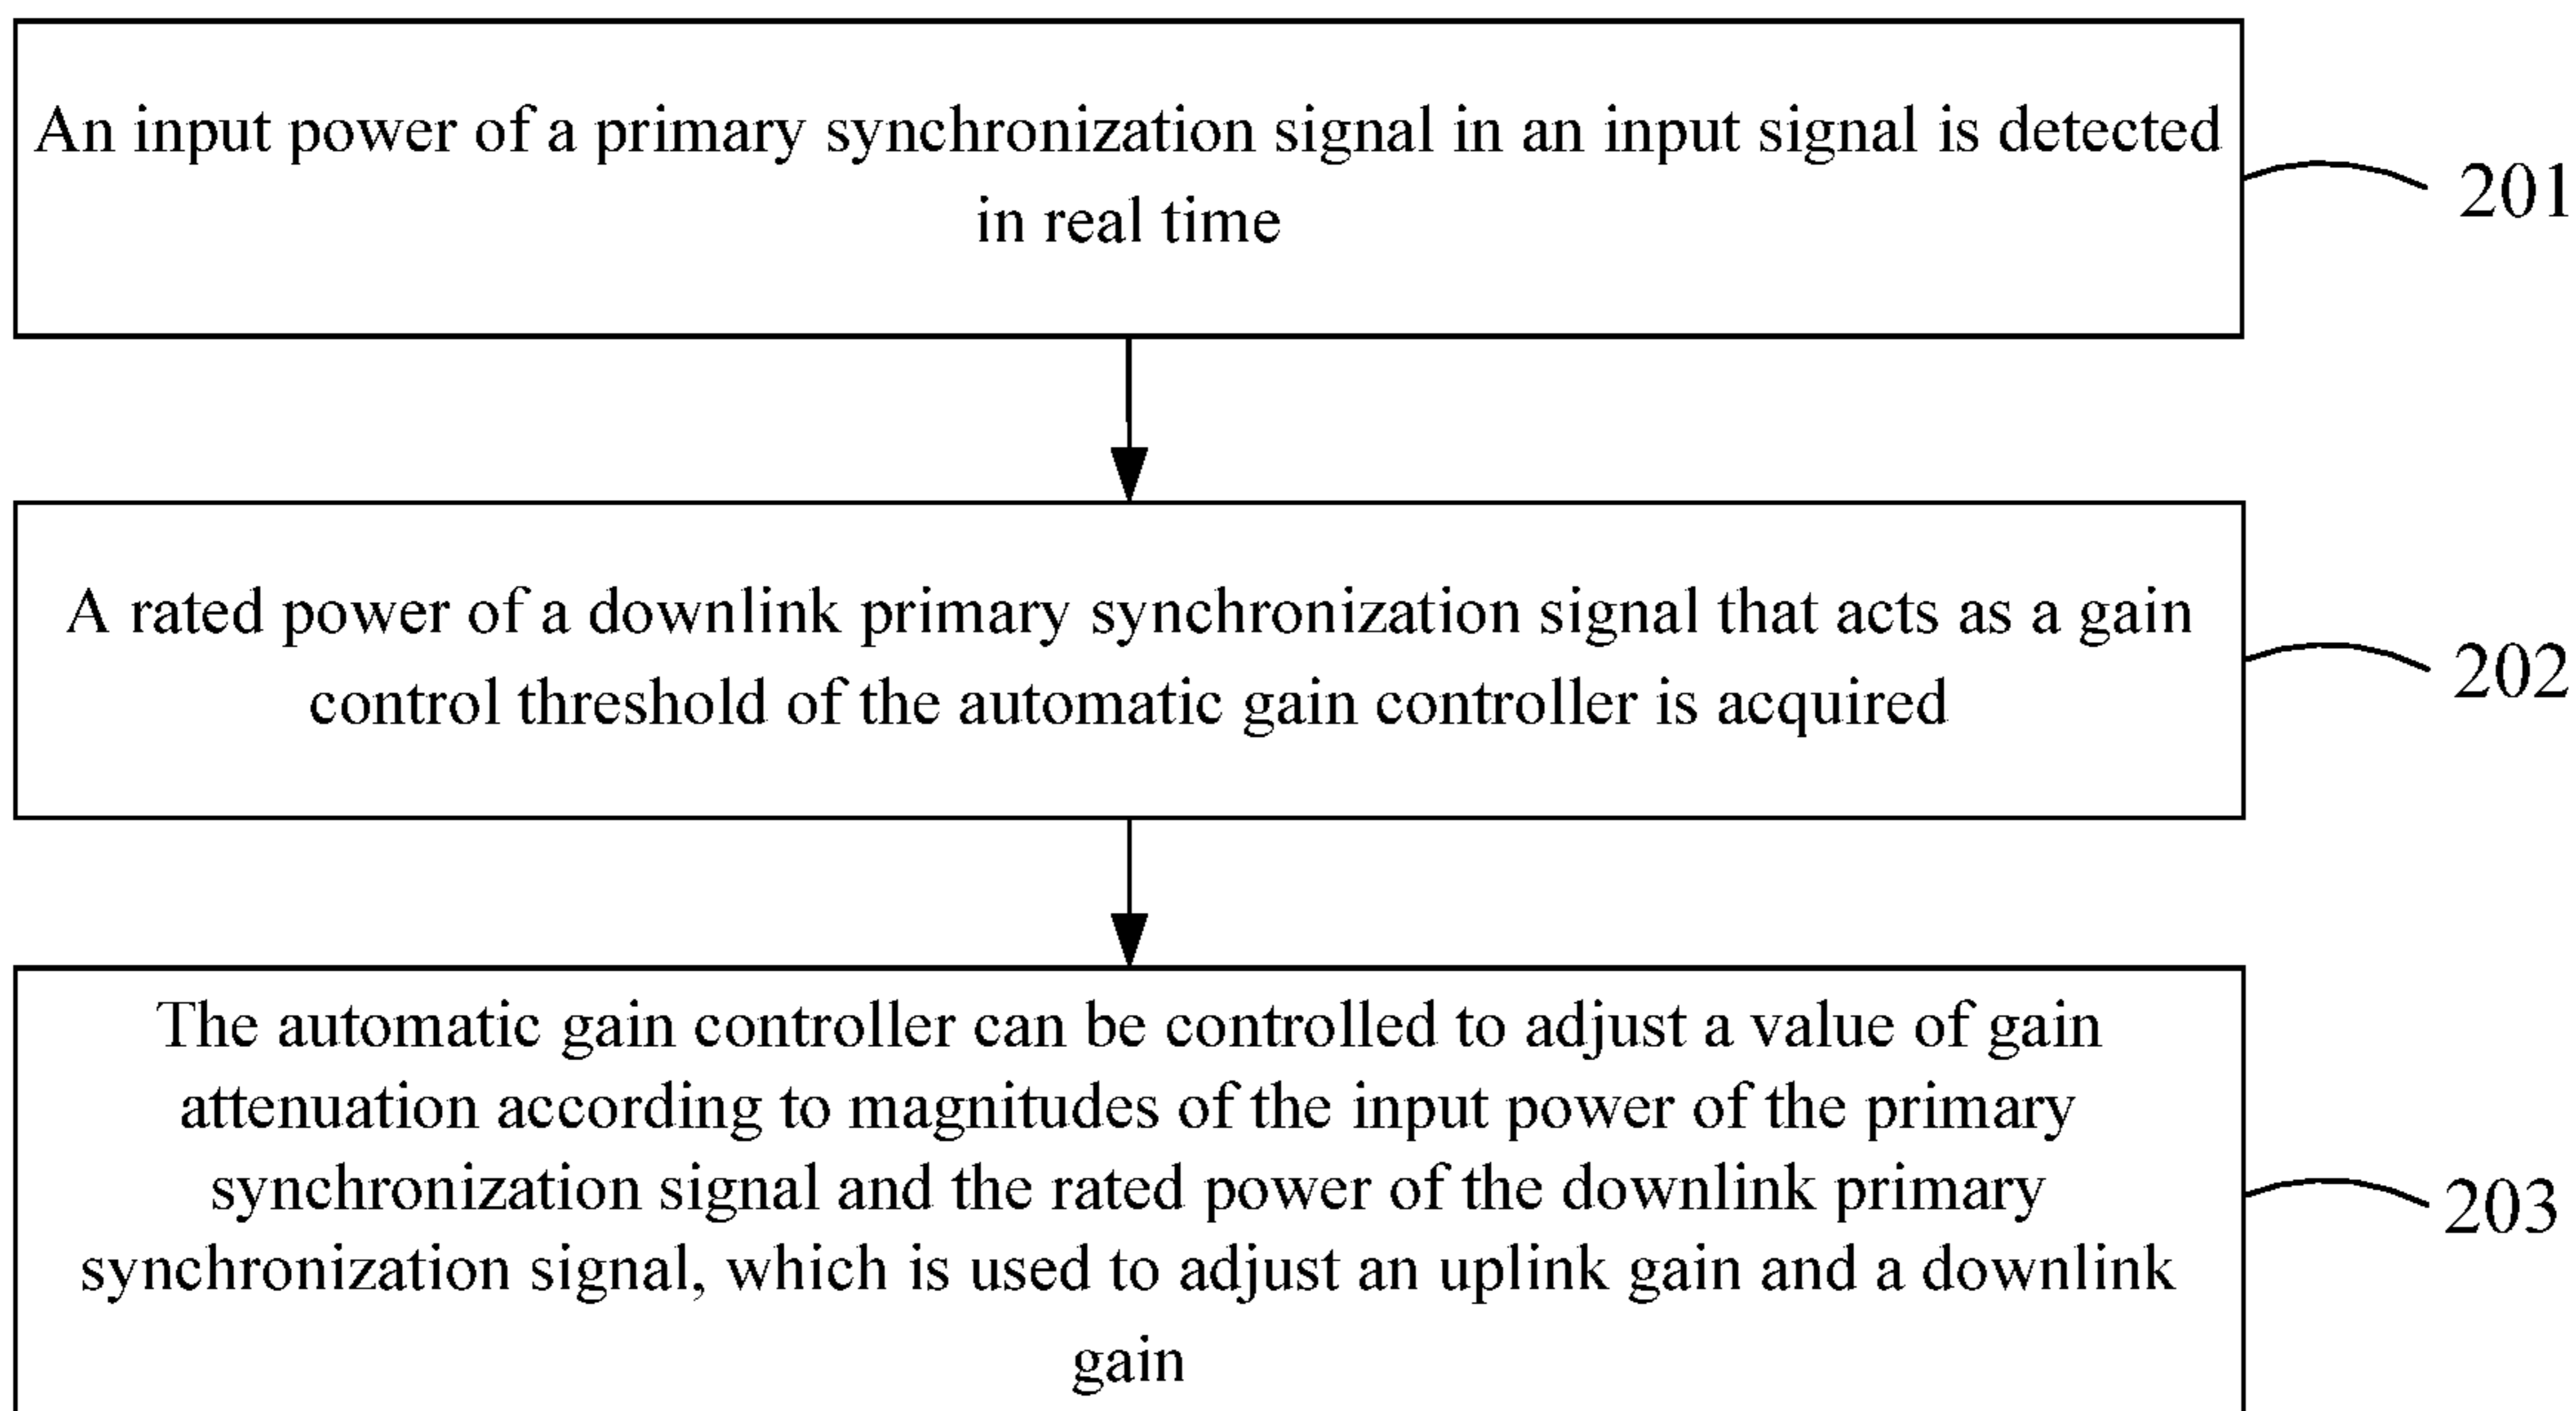 An input power of a primary synchronization signal in an input signal is detected
in real time
201
A rated power of a downlink primary synchronization signal that acts as a gain
control threshold of the automatic gain controller is acquired
202
The automatic gain controller can be controlled to adjust a value of gain
attenuation according to magnitudes of the input power of the primary
synchronization signal and the rated power of the downlink primary
synchronization signal, which is used to adjust an uplink gain and a downlink
gain
203